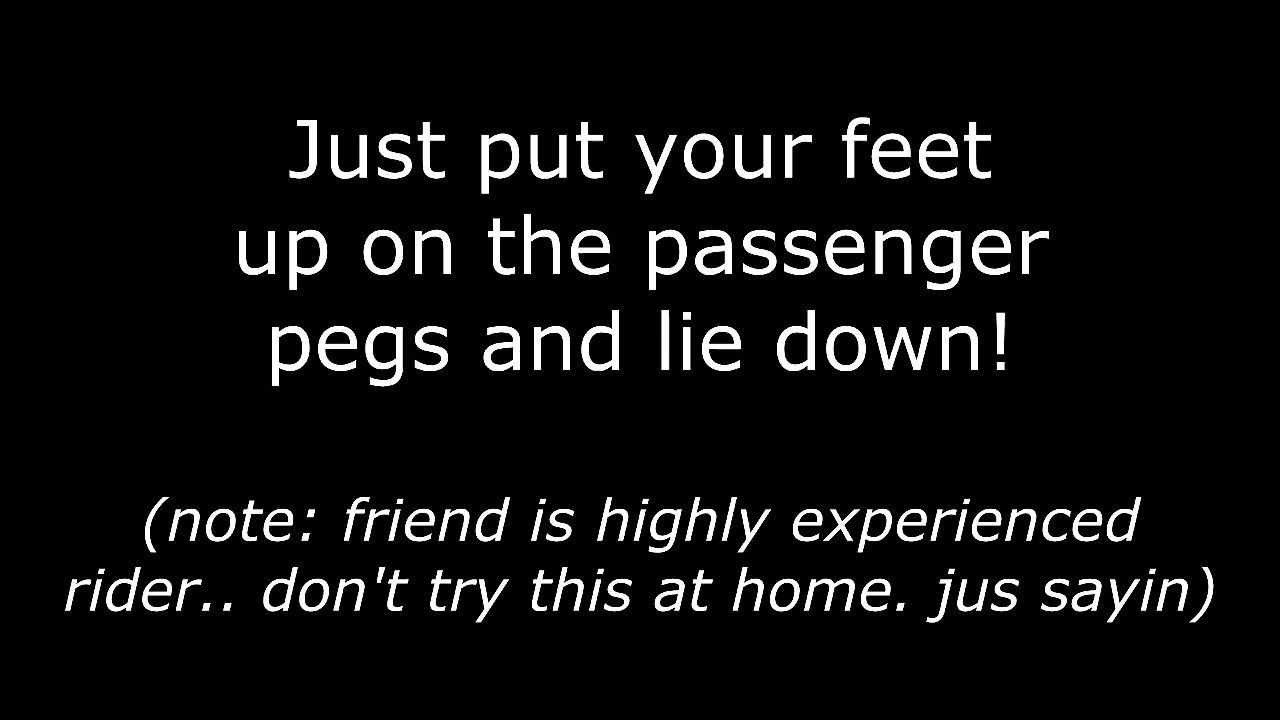 Just put your feet
up on the passenger
pegs and lie down!
(note: friend is highly experienced
rider.. don't try this at home. jus sayin)